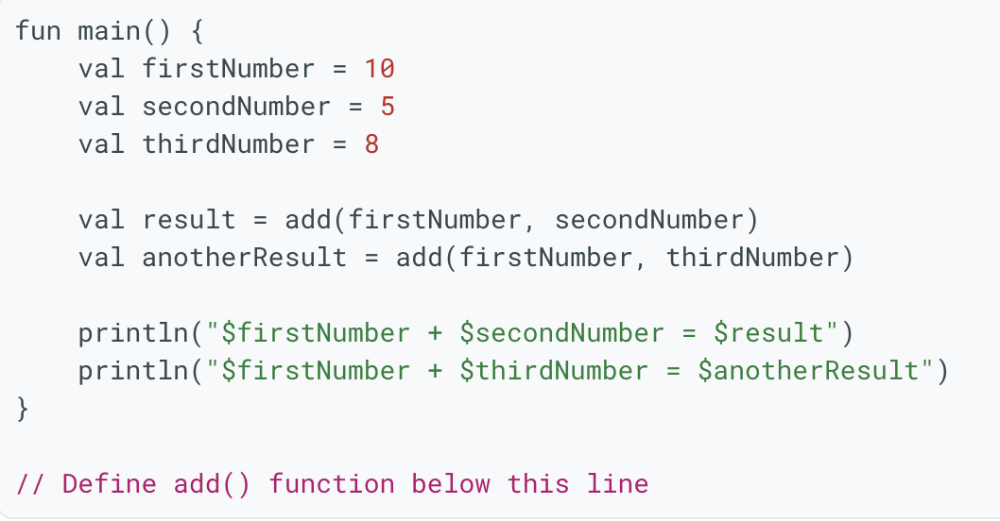 fun main() {
    val firstNumber = 10
    val secondNumber = 5
    val thirdNumber = 8

    val result = add(firstNumber, secondNumber)
    val anotherResult = add(firstNumber, thirdNumber)

    println("$firstNumber + $secondNumber = $result")
    println("$firstNumber + $thirdNumber = $anotherResult")
}

// Define add() function below this line